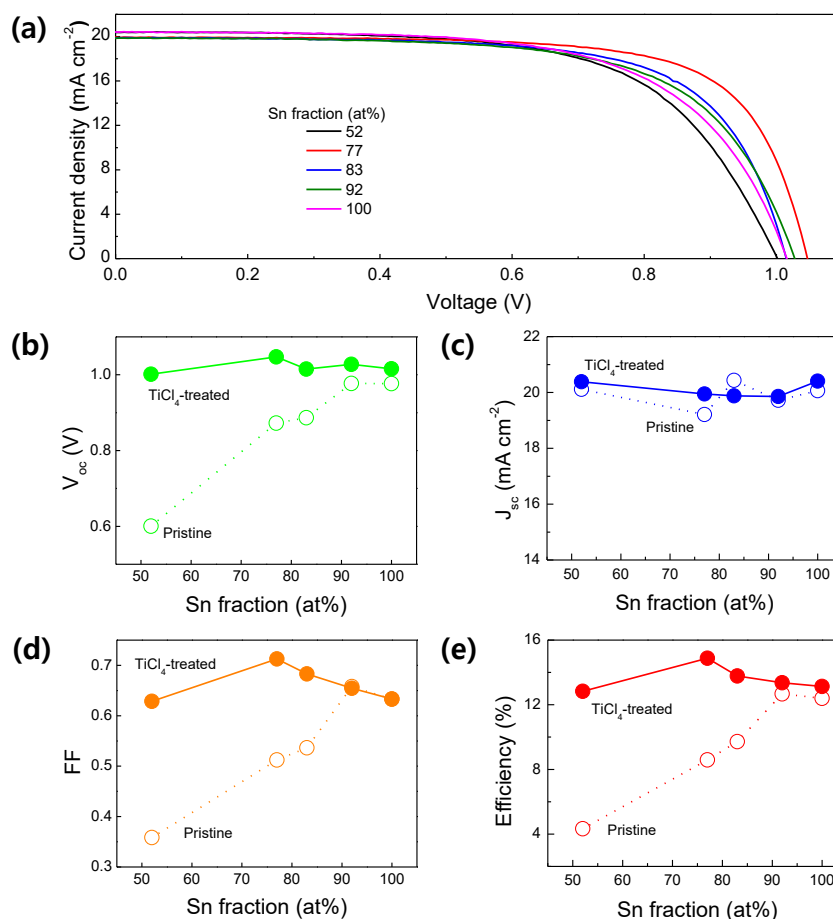 (a)
Current density (mA cm⁻²)
20
16
12
8
4
0
Sn fraction (at%)
52
77
83
92
100
0.0 0.2 0.4 0.6 0.8 1.0
Voltage (V)
(b)
V_oc (V)
1.0
0.8
0.6
TiCl₄-treated
Pristine
50 60 70 80 90 100
Sn fraction (at%)
(c)
J_sc (mA cm⁻²)
22
20
18
16
14
TiCl₄-treated
Pristine
50 60 70 80 90 100
Sn fraction (at%)
(d)
FF
0.7
0.6
0.5
0.4
0.3
TiCl₄-treated
Pristine
50 60 70 80 90 100
Sn fraction (at%)
(e)
Efficiency (%)
16
12
8
4
TiCl₄-treated
Pristine
50 60 70 80 90 100
Sn fraction (at%)